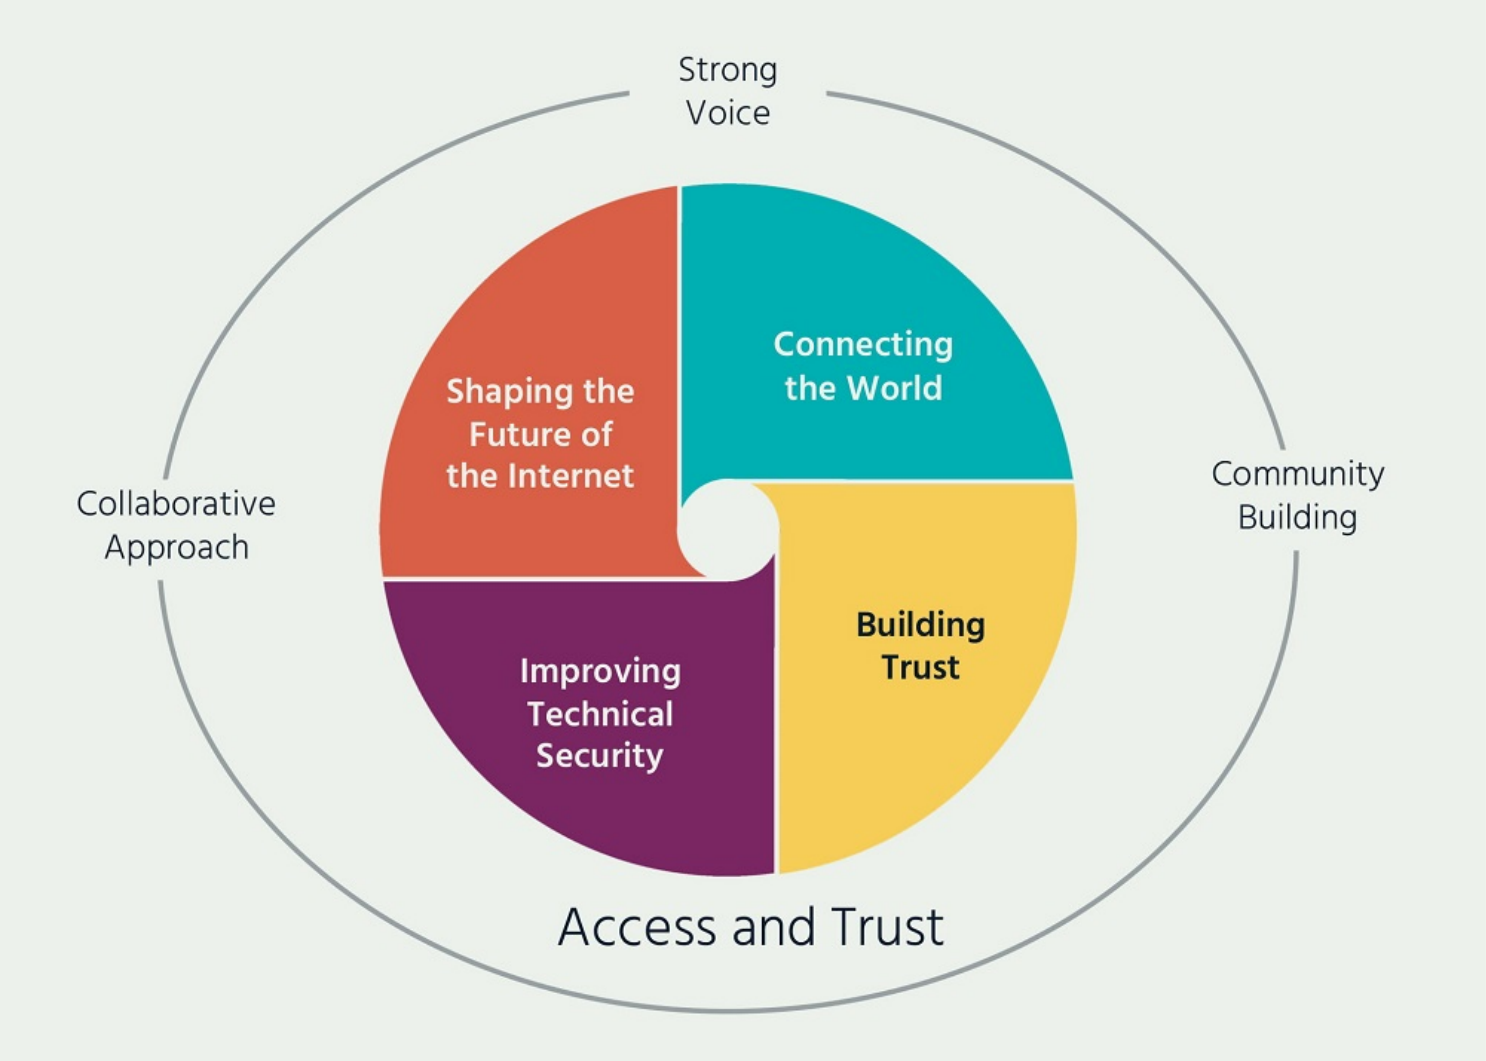 Strong
Voice
Connecting
the World
Shaping the
Future of
the Internet
Collaborative
Approach
Community
Building
Building
Trust
Improving
Technical
Security
Access and Trust